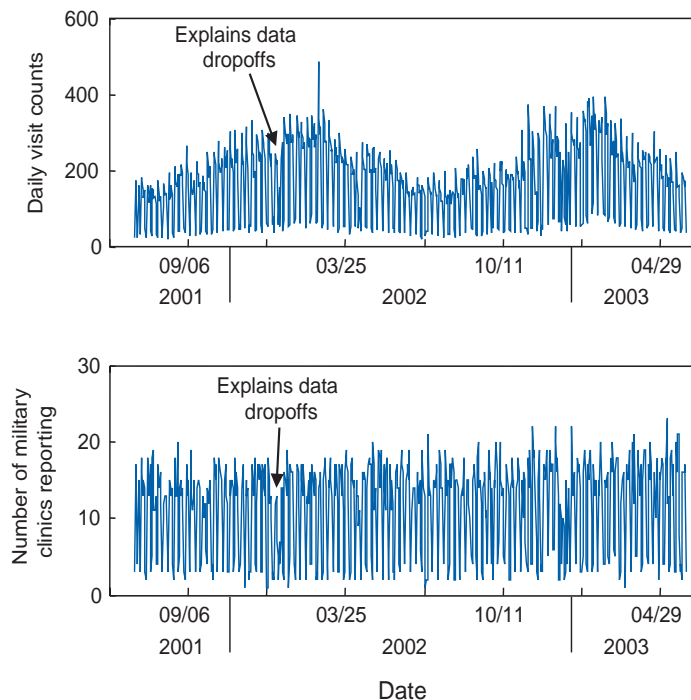 600
Explains data
dropoffs
400
200
0
Daily visit counts
09/06 03/25 10/11 04/29
2001 2002 2003
30
Explains data
dropoffs
20
10
0
Number of military
clinics reporting
09/06 03/25 10/11 04/29
2001 2002 2003
Date